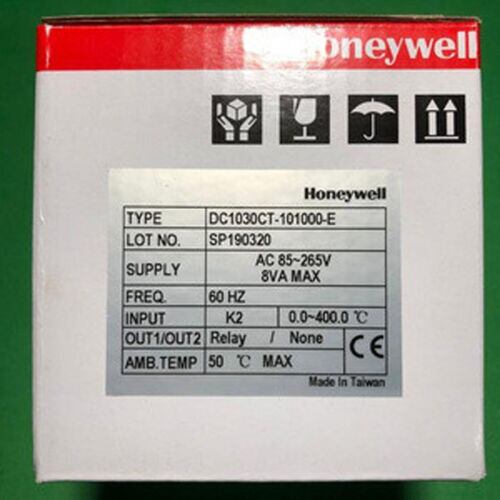 Honeywell
Honeywell
TYPE DC1030CT-101000-E
LOT NO. SP190320
SUPPLY AC 85~265V
8VA MAX
FREQ. 60 HZ
INPUT K2 0.0~400.0 ℃
OUT1/OUT2 Relay / None
AMB.TEMP 50 ℃ MAX
CE
Made In Taiwan